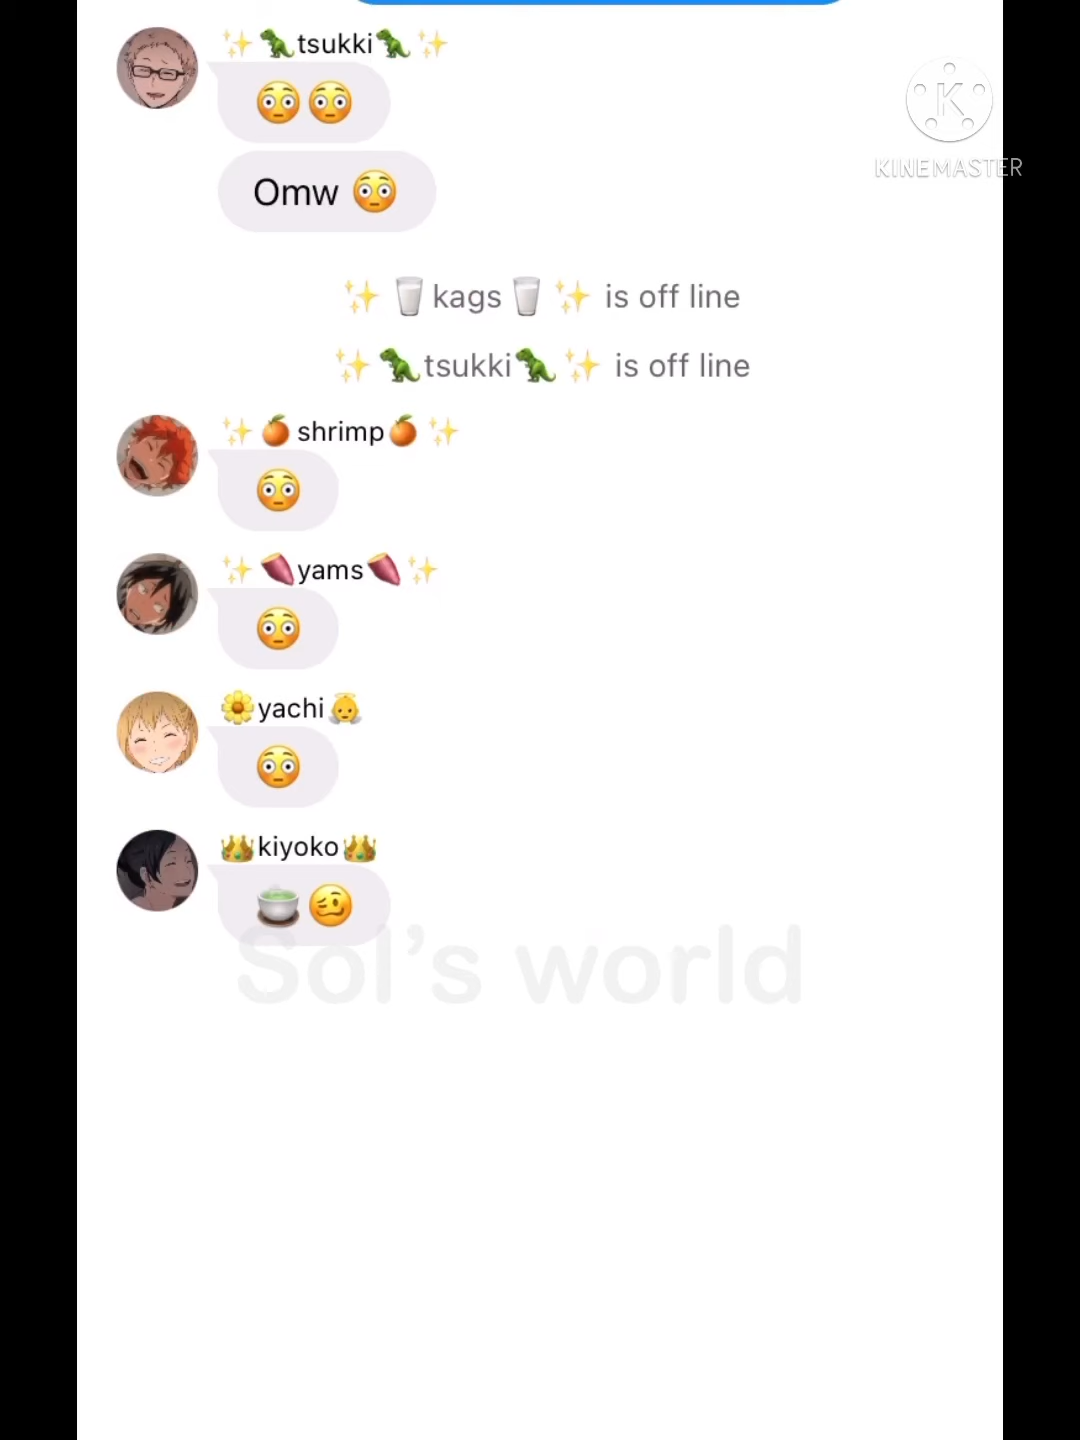 ✨🦖tsukki🦖✨
😳😳
Omw 😳
KINEMASTER
✨🥛kags🥛✨ is off line
✨🦖tsukki🦖✨ is off line
✨🍊shrimp🍊✨
😳
✨🍠yams🍠✨
😳
🌼yachi👼
😳
👑kiyoko👑
🍵🥴
Sol’s world